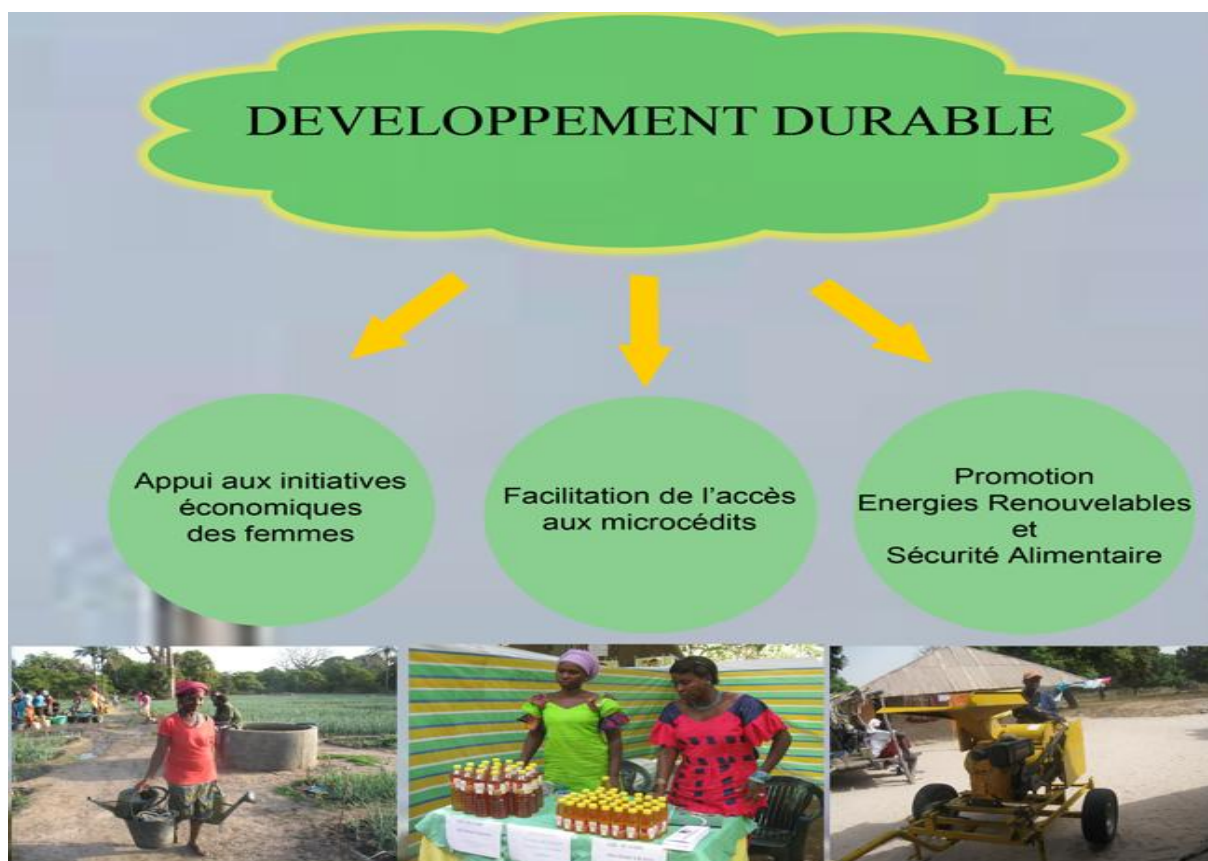 DEVELOPPEMENT DURABLE
Appui aux initiatives
économiques
des femmes
Facilitation de l'accès
aux microcédits
Promotion
Energies Renouvelables
et
Sécurité Alimentaire